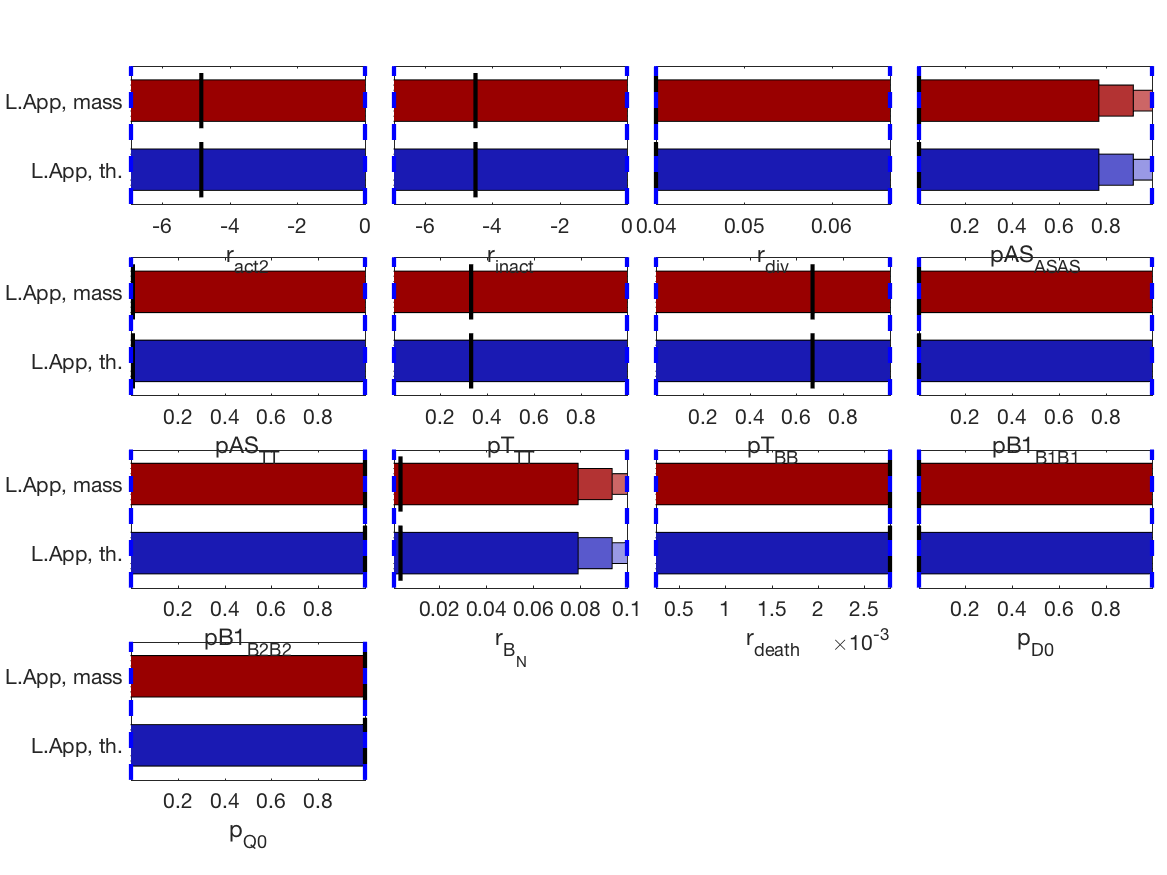 L.App, mass
L.App, th.
-6 -4 -2 0
r_act2
-6 -4 -2 0
r_inact
0.04 0.05 0.06
r_div
0.2 0.4 0.6 0.8
pAS_ASAS
L.App, mass
L.App, th.
0.2 0.4 0.6 0.8
pAS_TT
0.2 0.4 0.6 0.8
pT_TT
0.2 0.4 0.6 0.8
pT_BB
0.2 0.4 0.6 0.8
pB1_B1B1
L.App, mass
L.App, th.
0.2 0.4 0.6 0.8
pB1_B2B2
0.02 0.04 0.06 0.08 0.1
r_B_N
0.5 1 1.5 2 2.5
r_death ×10^-3
0.2 0.4 0.6 0.8
p_D0
L.App, mass
L.App, th.
0.2 0.4 0.6 0.8
p_Q0